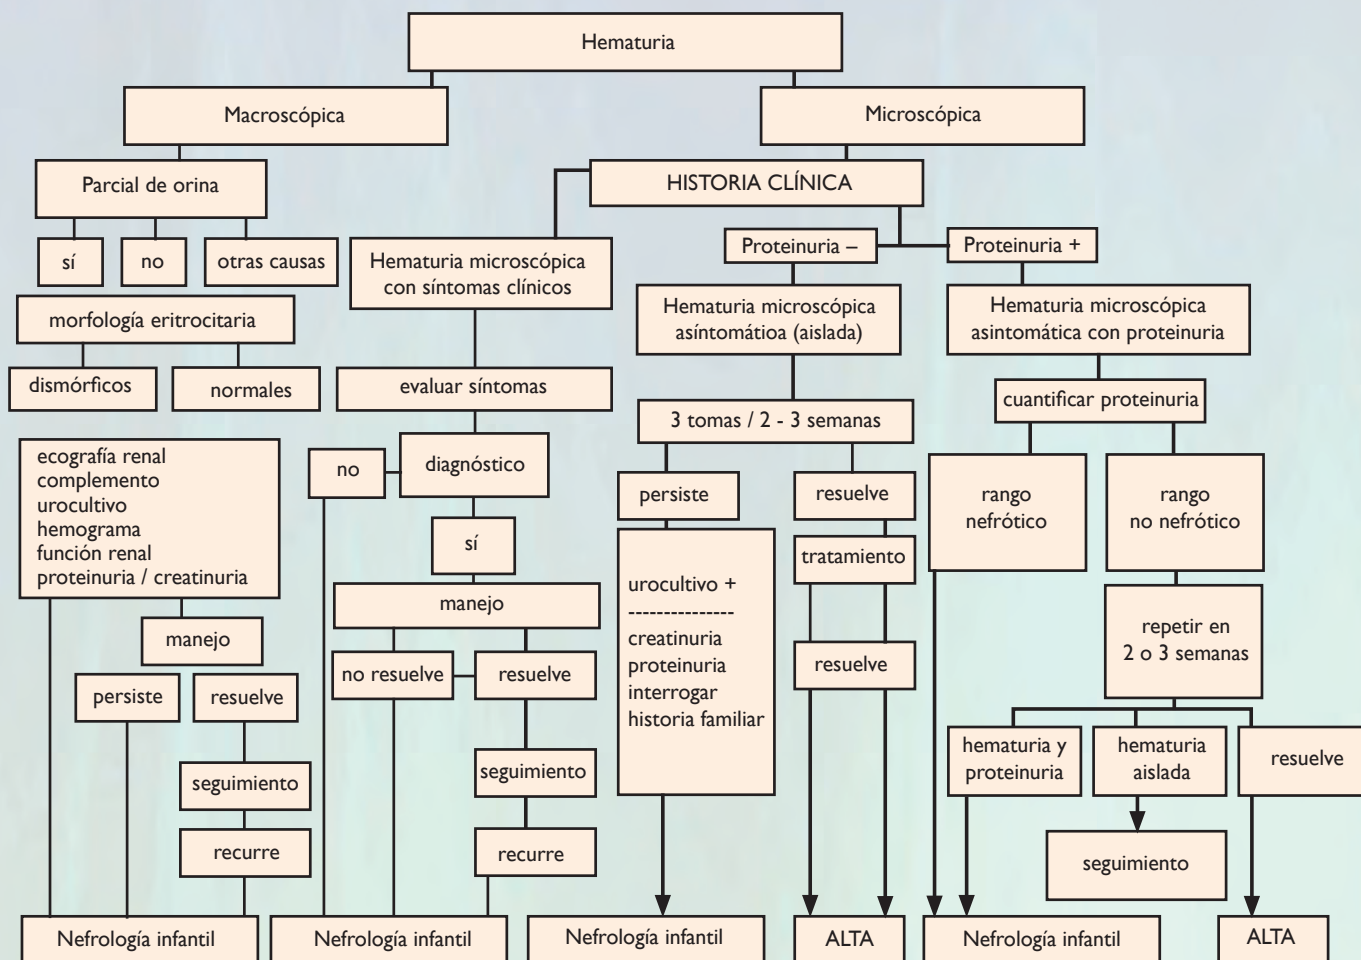 Hematuria
Macroscópica
Microscópica
Parcial de orina
HISTORIA CLÍNICA
sí
no
otras causas
Hematuria microscópica
con síntomas clínicos
Proteinuria –
Proteinuria +
morfología eritrocitaria
Hematuria microscópica
asíntomátioa (aislada)
Hematuria microscópica
asintomática con proteinuria
dismórficos
normales
evaluar síntomas
cuantificar proteinuria
3 tomas / 2 - 3 semanas
ecografía renal
complemento
urocultivo
hemograma
función renal
proteinuria / creatinuria
no
diagnóstico
persiste
resuelve
rango
nefrótico
rango
no nefrótico
sí
tratamiento
manejo
urocultivo +
---------------
creatinuria
proteinuria
interrogar
historia familiar
manejo
repetir en
2 o 3 semanas
no resuelve
resuelve
resuelve
persiste
resuelve
hematuria y
proteinuria
hematuria
aislada
resuelve
seguimiento
seguimiento
recurre
recurre
seguimiento
Nefrología infantil
Nefrología infantil
Nefrología infantil
ALTA
Nefrología infantil
ALTA